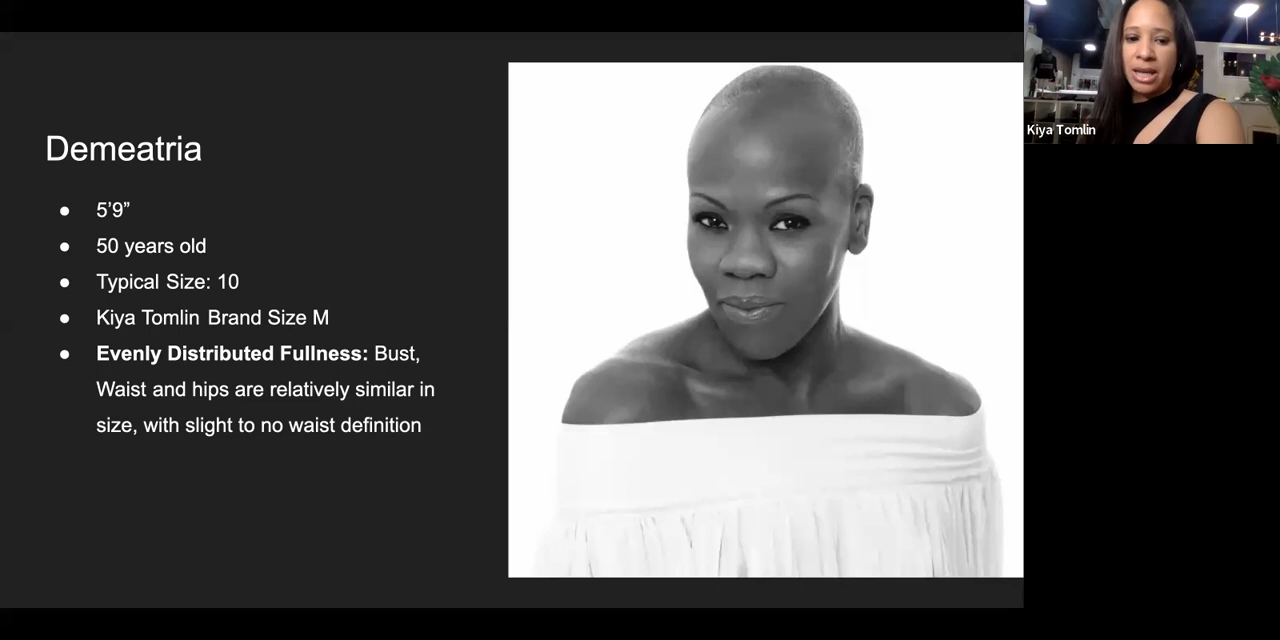 Demeatria
● 5’9”
● 50 years old
● Typical Size: 10
● Kiya Tomlin Brand Size M
● Evenly Distributed Fullness: Bust,
Waist and hips are relatively similar in
size, with slight to no waist definition
Kiya Tomlin